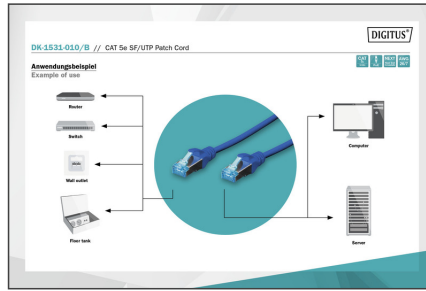 DIGITUS®
DK-1531-010/B // CAT 5e SF/UTP Patch Cord
Anwendungsbeispiel
Example of use
Router
Switch
Wall outlet
Floor tank
Computer
Server